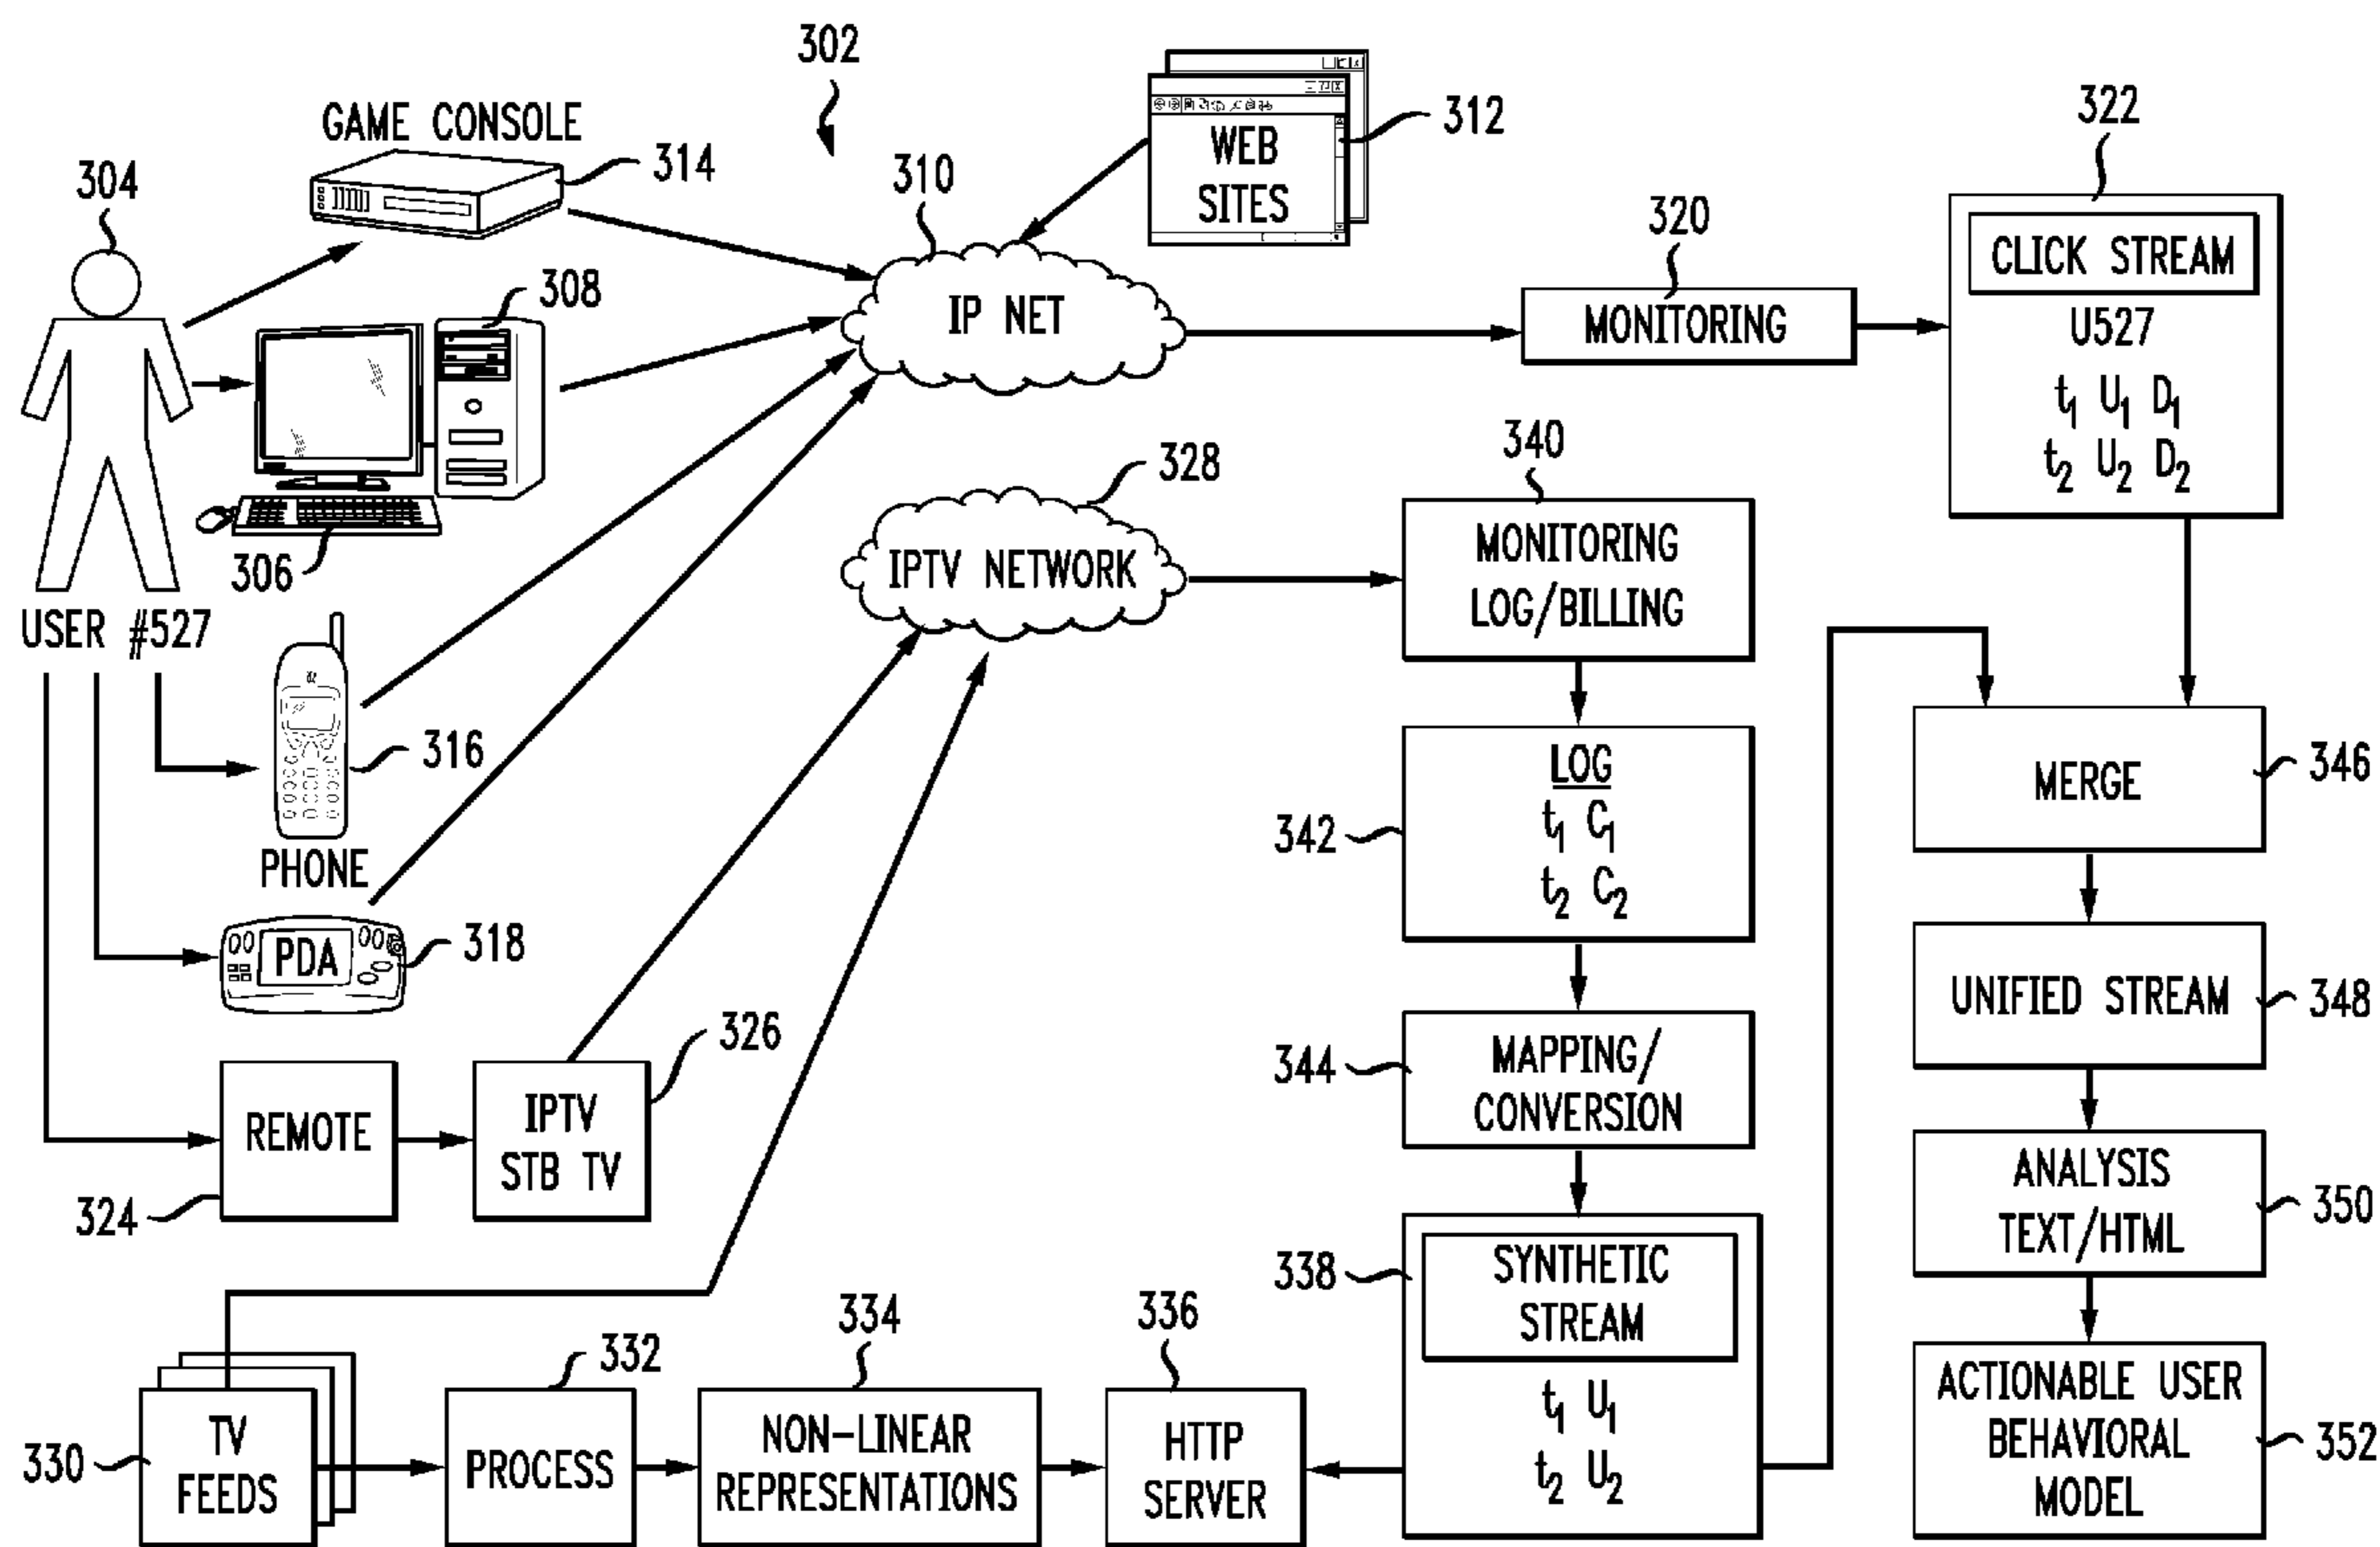 302
GAME CONSOLE
314
304
310
WEB
SITES
312
322
320
CLICK STREAM
U527
t1 U1 D1
t2 U2 D2
308
IP NET
MONITORING
306
USER #527
328
340
IPTV NETWORK
MONITORING
LOG/BILLING
316
PHONE
LOG
t1 C1
t2 C2
342
MERGE
346
PDA
318
UNIFIED STREAM
348
326
REMOTE
324
IPTV
STB TV
344
MAPPING/
CONVERSION
ANALYSIS
TEXT/HTML
350
338
SYNTHETIC
STREAM
t1 U1
t2 U2
330
TV
FEEDS
332
PROCESS
334
NON-LINEAR
REPRESENTATIONS
336
HTTP
SERVER
ACTIONABLE USER
BEHAVIORAL
MODEL
352